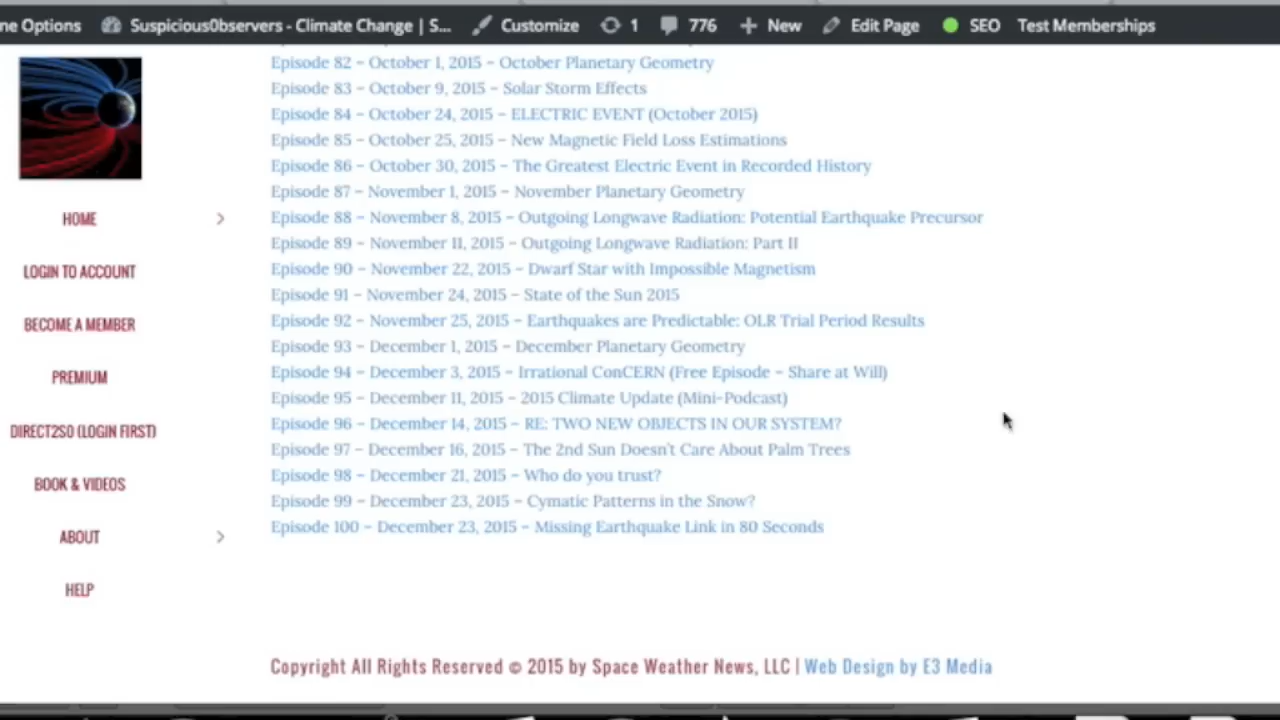 ne Options Suspicious0bservers - Climate Change | S... Customize 1 776 New Edit Page SEO Test Memberships
Episode 82 – October 1, 2015 – October Planetary Geometry
Episode 83 – October 9, 2015 – Solar Storm Effects
Episode 84 – October 24, 2015 – ELECTRIC EVENT (October 2015)
Episode 85 – October 25, 2015 – New Magnetic Field Loss Estimations
Episode 86 – October 30, 2015 – The Greatest Electric Event in Recorded History
Episode 87 – November 1, 2015 – November Planetary Geometry
Episode 88 – November 8, 2015 – Outgoing Longwave Radiation: Potential Earthquake Precursor
Episode 89 – November 11, 2015 – Outgoing Longwave Radiation: Part II
Episode 90 – November 22, 2015 – Dwarf Star with Impossible Magnetism
Episode 91 – November 24, 2015 – State of the Sun 2015
Episode 92 – November 25, 2015 – Earthquakes are Predictable: OLR Trial Period Results
Episode 93 – December 1, 2015 – December Planetary Geometry
Episode 94 – December 3, 2015 – Irrational ConCERN (Free Episode – Share at Will)
Episode 95 – December 11, 2015 – 2015 Climate Update (Mini-Podcast)
Episode 96 – December 14, 2015 – RE: TWO NEW OBJECTS IN OUR SYSTEM?
Episode 97 – December 16, 2015 – The 2nd Sun Doesn't Care About Palm Trees
Episode 98 – December 21, 2015 – Who do you trust?
Episode 99 – December 23, 2015 – Cymatic Patterns in the Snow?
Episode 100 – December 23, 2015 – Missing Earthquake Link in 80 Seconds
HOME
LOGIN TO ACCOUNT
BECOME A MEMBER
PREMIUM
DIRECT2S0 (LOGIN FIRST)
BOOK & VIDEOS
ABOUT
HELP
Copyright All Rights Reserved © 2015 by Space Weather News, LLC | Web Design by E3 Media